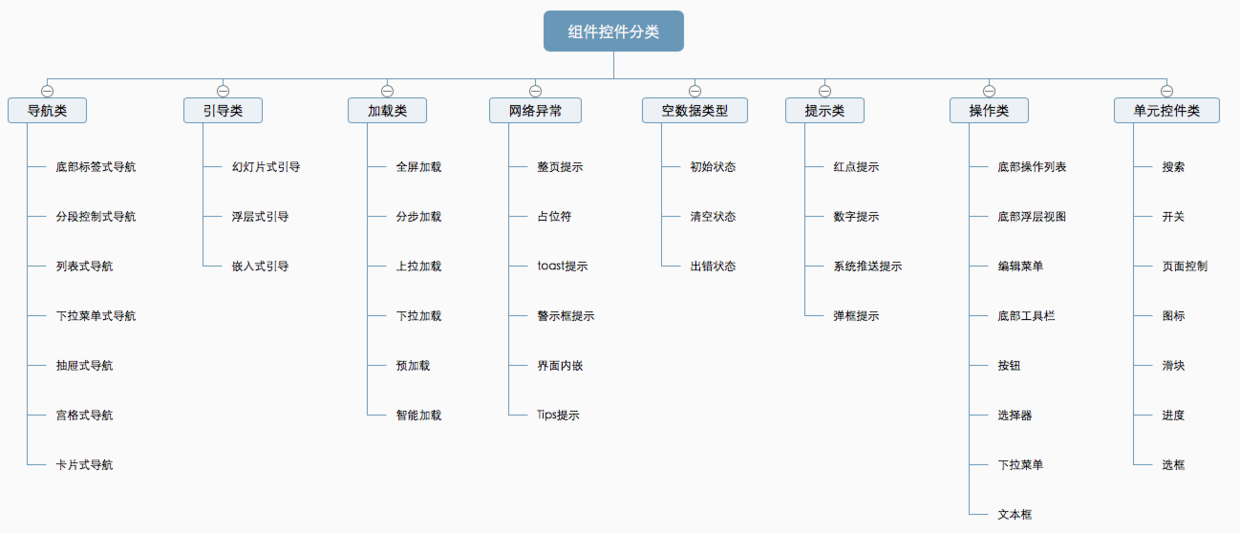 组件控件分类
导航类
底部标签式导航
分段控制式导航
列表式导航
下拉菜单式导航
抽屉式导航
宫格式导航
卡片式导航
引导类
幻灯片式引导
浮层式引导
嵌入式引导
加载类
全屏加载
分步加载
上拉加载
下拉加载
预加载
智能加载
网络异常
整页提示
占位符
toast提示
警示框提示
界面内嵌
Tips提示
空数据类型
初始状态
清空状态
出错状态
提示类
红点提示
数字提示
系统推送提示
弹框提示
操作类
底部操作列表
底部浮层视图
编辑菜单
底部工具栏
按钮
选择器
下拉菜单
文本框
单元控件类
搜索
开关
页面控制
图标
滑块
进度
选框